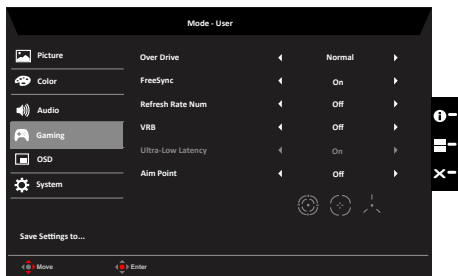 Mode - User
Picture
Over Drive Normal
Color
FreeSync On
Audio
Refresh Rate Num Off
Gaming
VRB Off
OSD
Ultra-Low Latency On
System
Aim Point Off
Save Settings to...
Move Enter